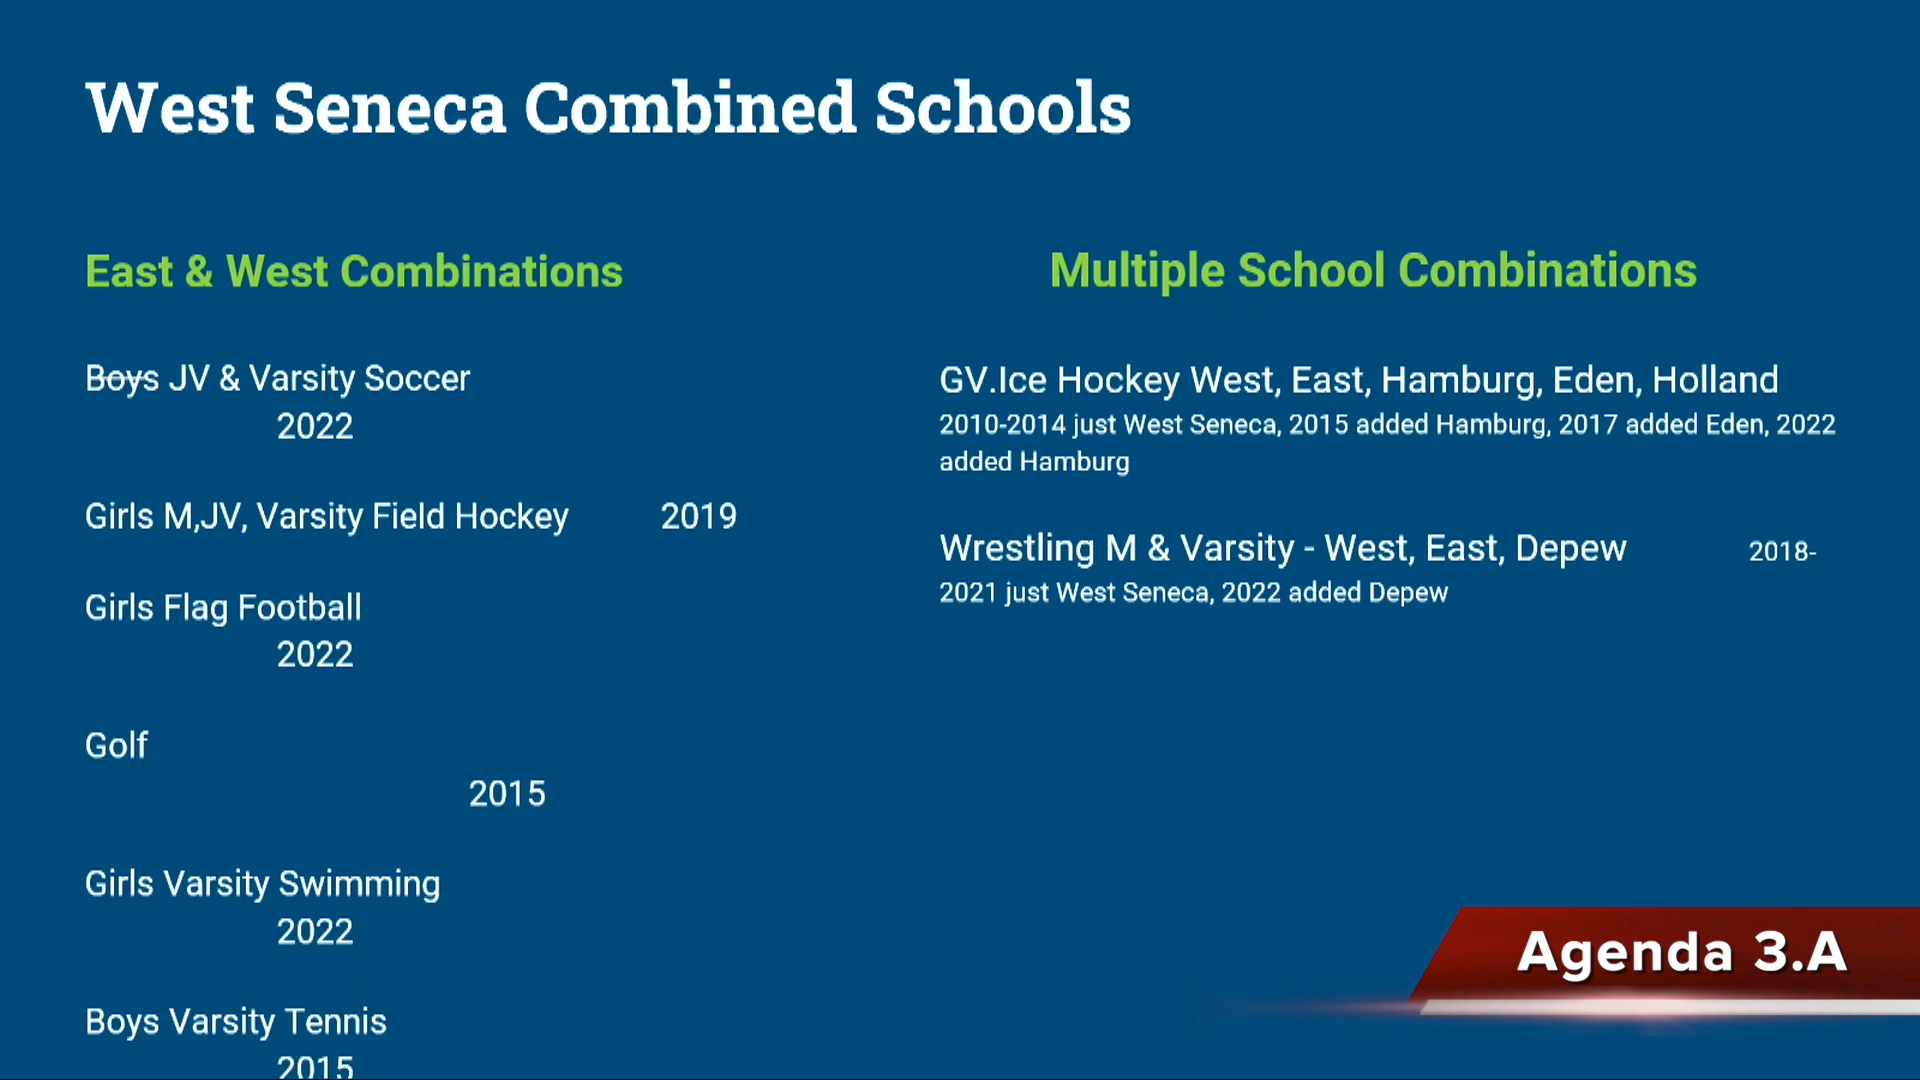 West Seneca Combined Schools
East & West Combinations
Boys JV & Varsity Soccer
2022
Girls M,JV, Varsity Field Hockey 2019
Girls Flag Football
2022
Golf
2015
Girls Varsity Swimming
2022
Boys Varsity Tennis
2015
Multiple School Combinations
GV.Ice Hockey West, East, Hamburg, Eden, Holland
2010-2014 just West Seneca, 2015 added Hamburg, 2017 added Eden, 2022
added Hamburg
Wrestling M & Varsity - West, East, Depew 2018-
2021 just West Seneca, 2022 added Depew
Agenda 3.A